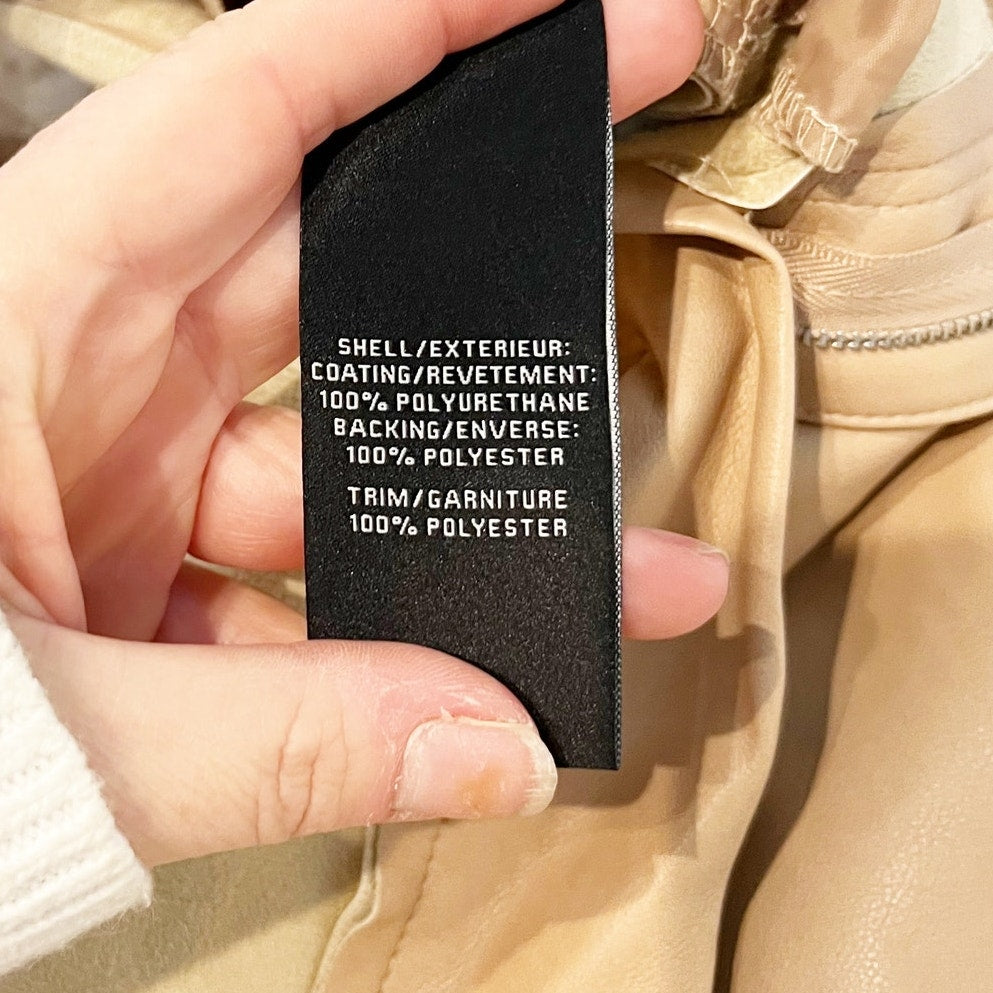 SHELL/EXTERIEUR:
COATING/REVETEMENT:
100% POLYURETHANE
BACKING/ENVERSE:
100% POLYESTER
TRIM/GARNITURE
100% POLYESTER